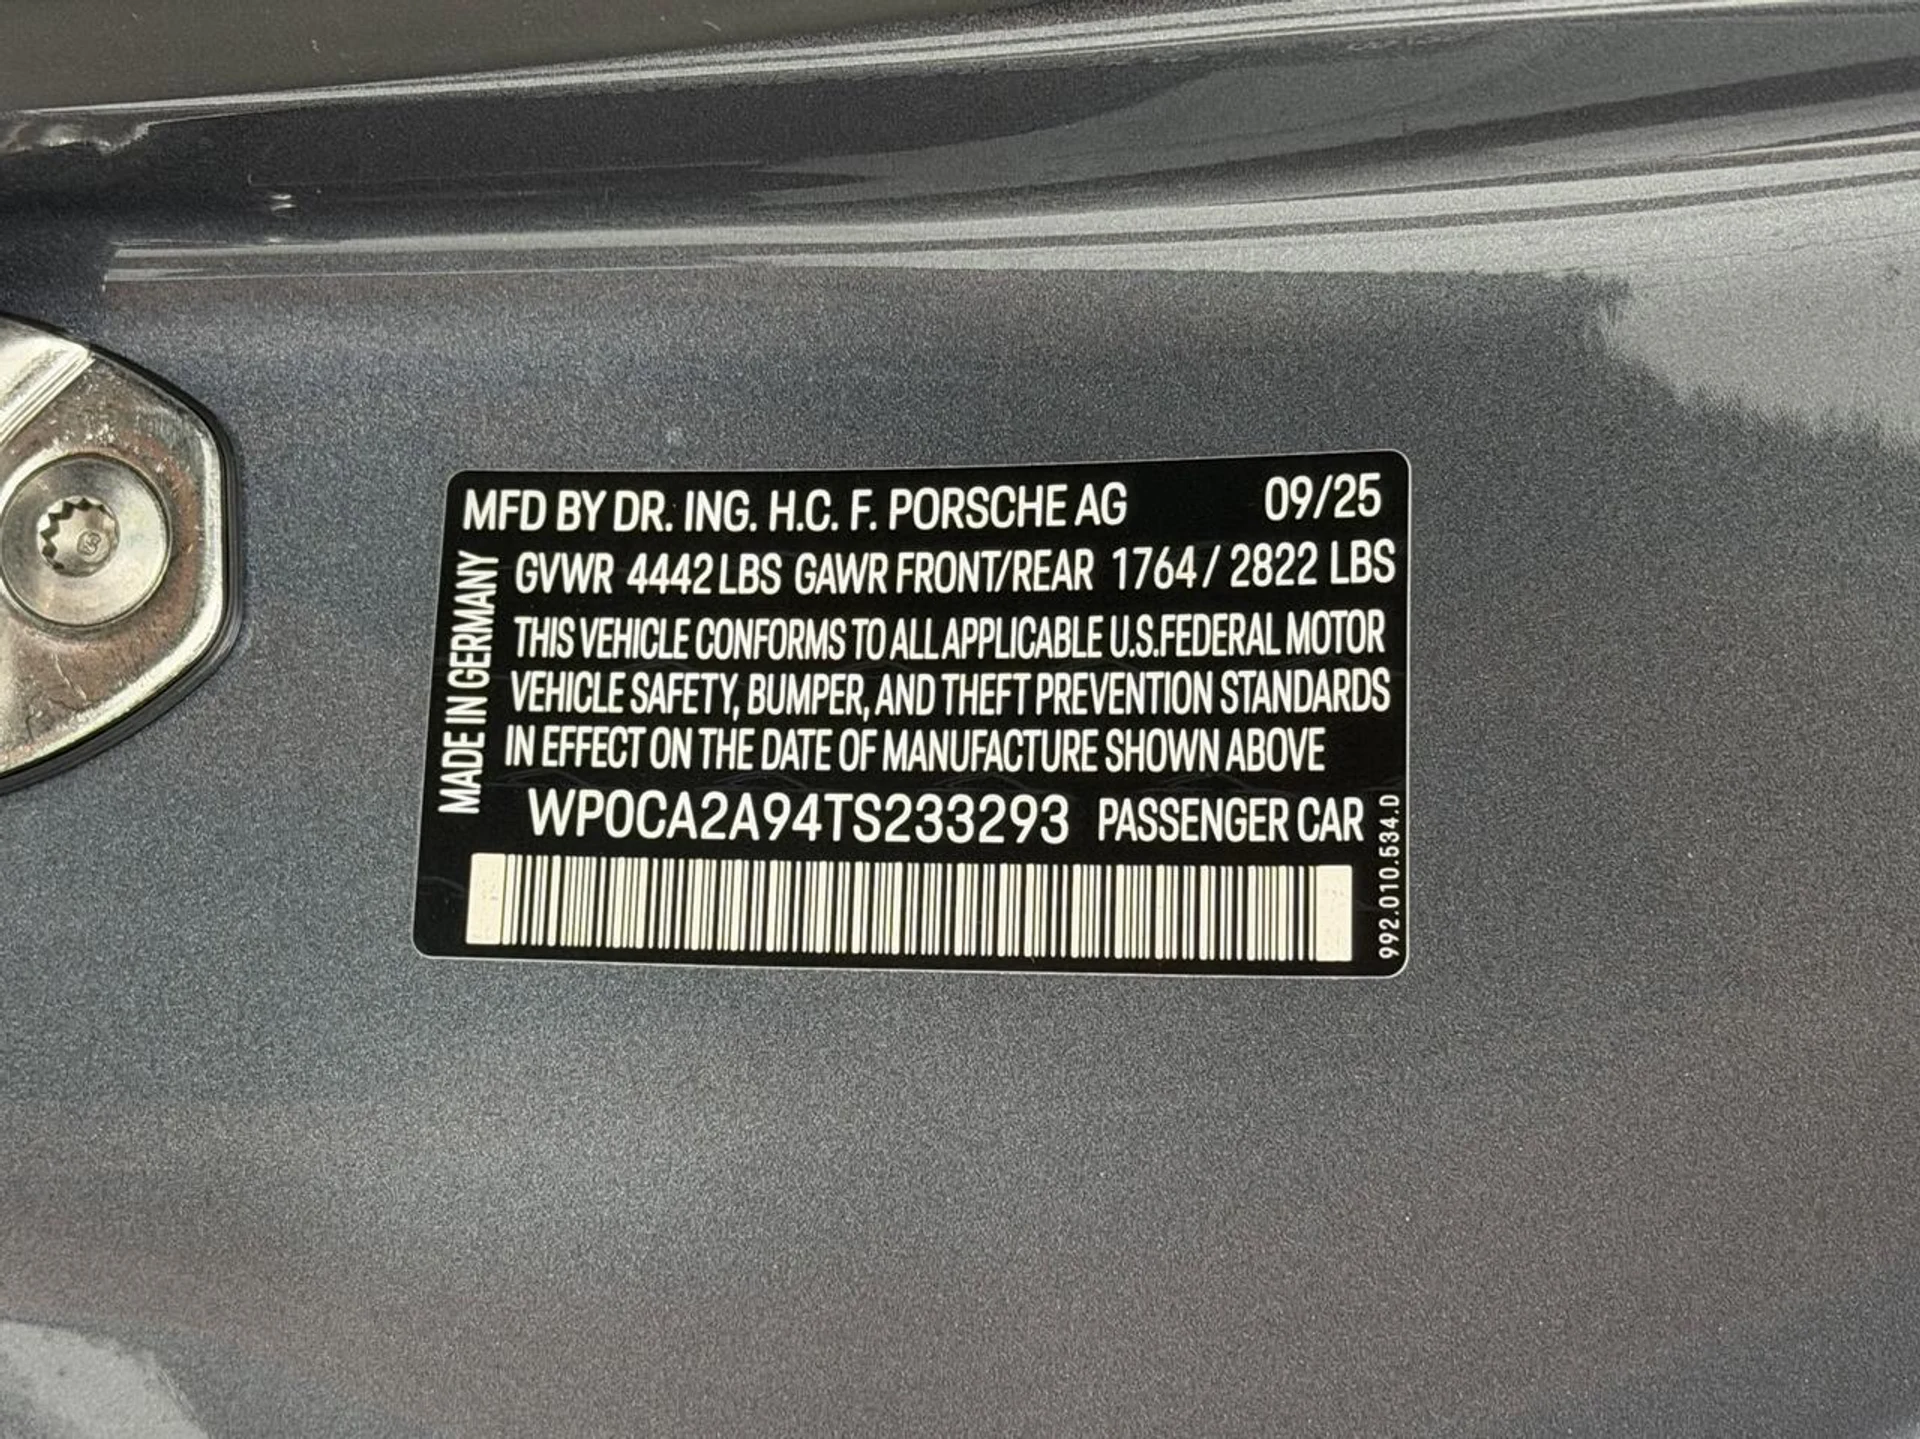 MFD BY DR. ING. H.C. F. PORSCHE AG 09/25
GVWR 4442 LBS GAWR FRONT/REAR 1764 / 2822 LBS
THIS VEHICLE CONFORMS TO ALL APPLICABLE U.S.FEDERAL MOTOR
VEHICLE SAFETY, BUMPER, AND THEFT PREVENTION STANDARDS
IN EFFECT ON THE DATE OF MANUFACTURE SHOWN ABOVE
WP0CA2A94TS233293 PASSENGER CAR
MADE IN GERMANY
992.010.534.D